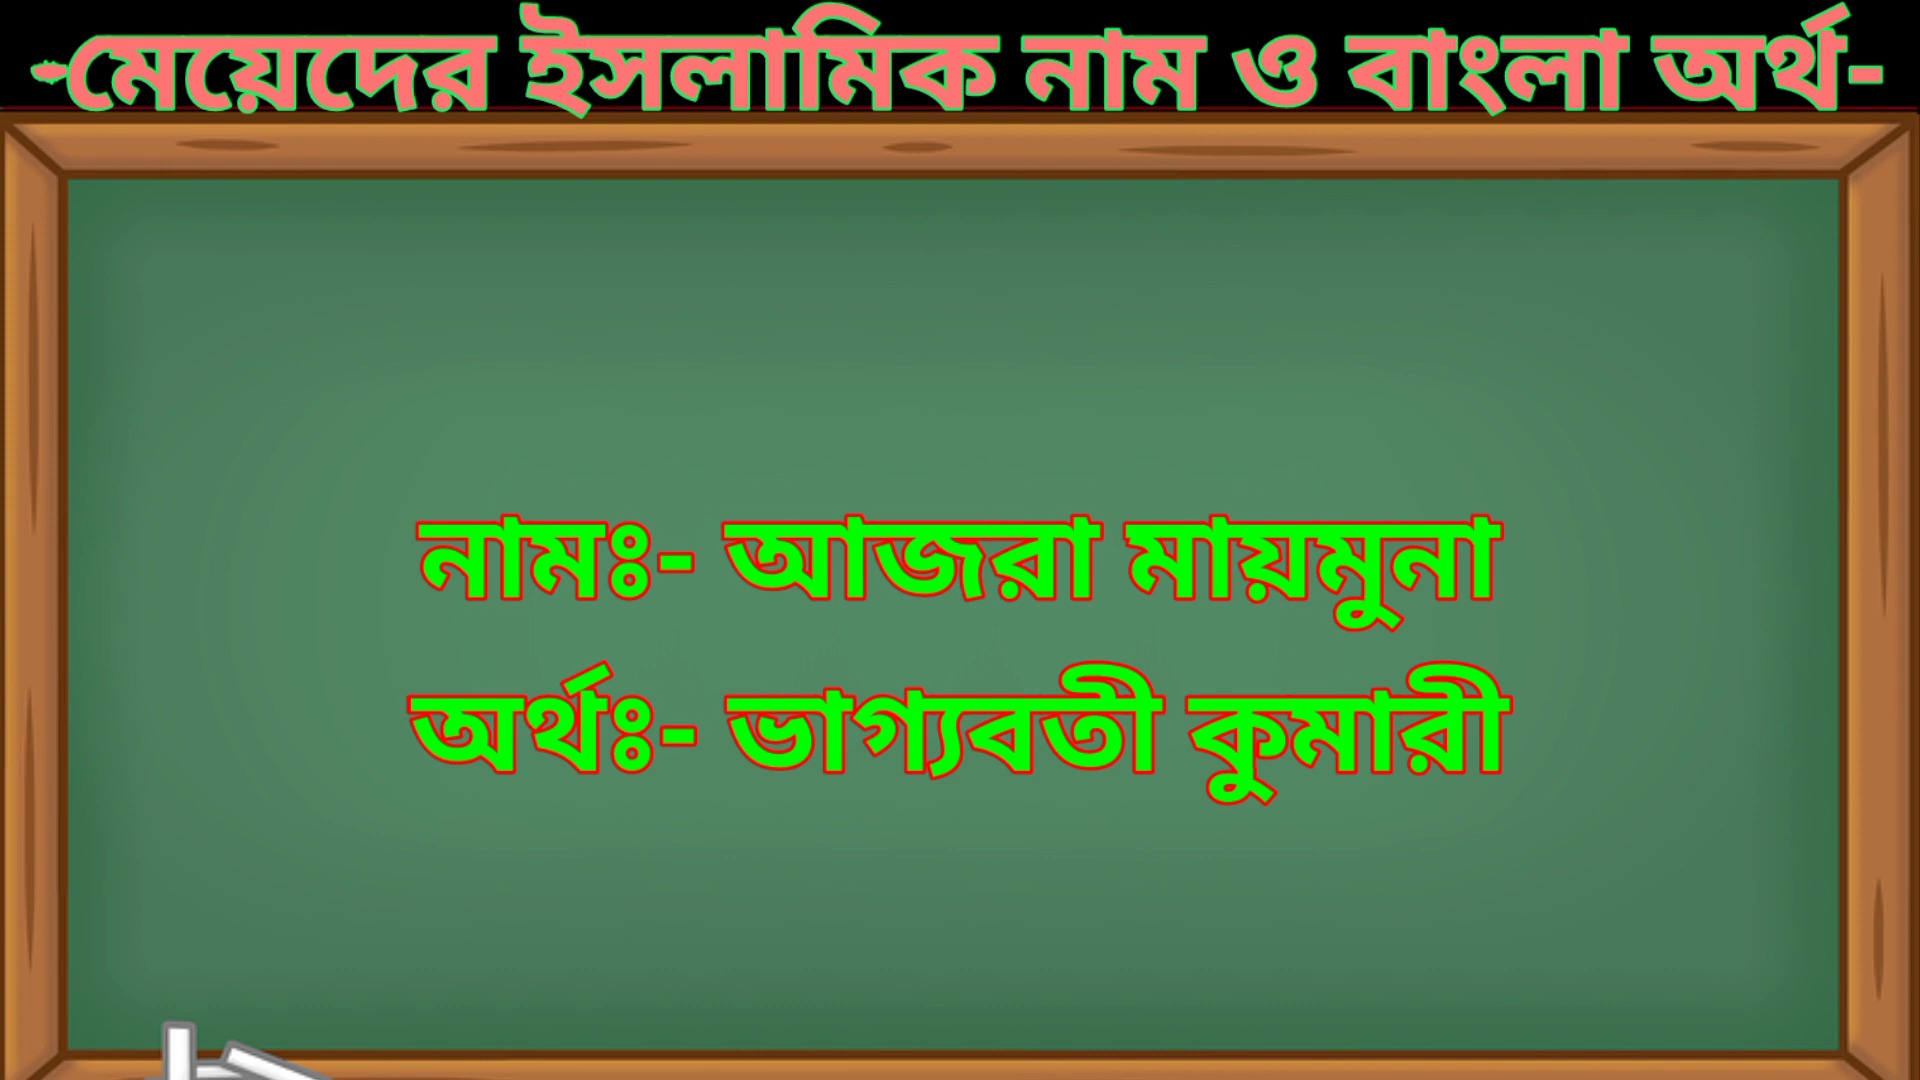 -মেয়েদের ইসলামিক নাম ও বাংলা অর্থ-
নামঃ- আজরা মায়মুনা
অর্থঃ- ভাগ্যবতী কুমারী